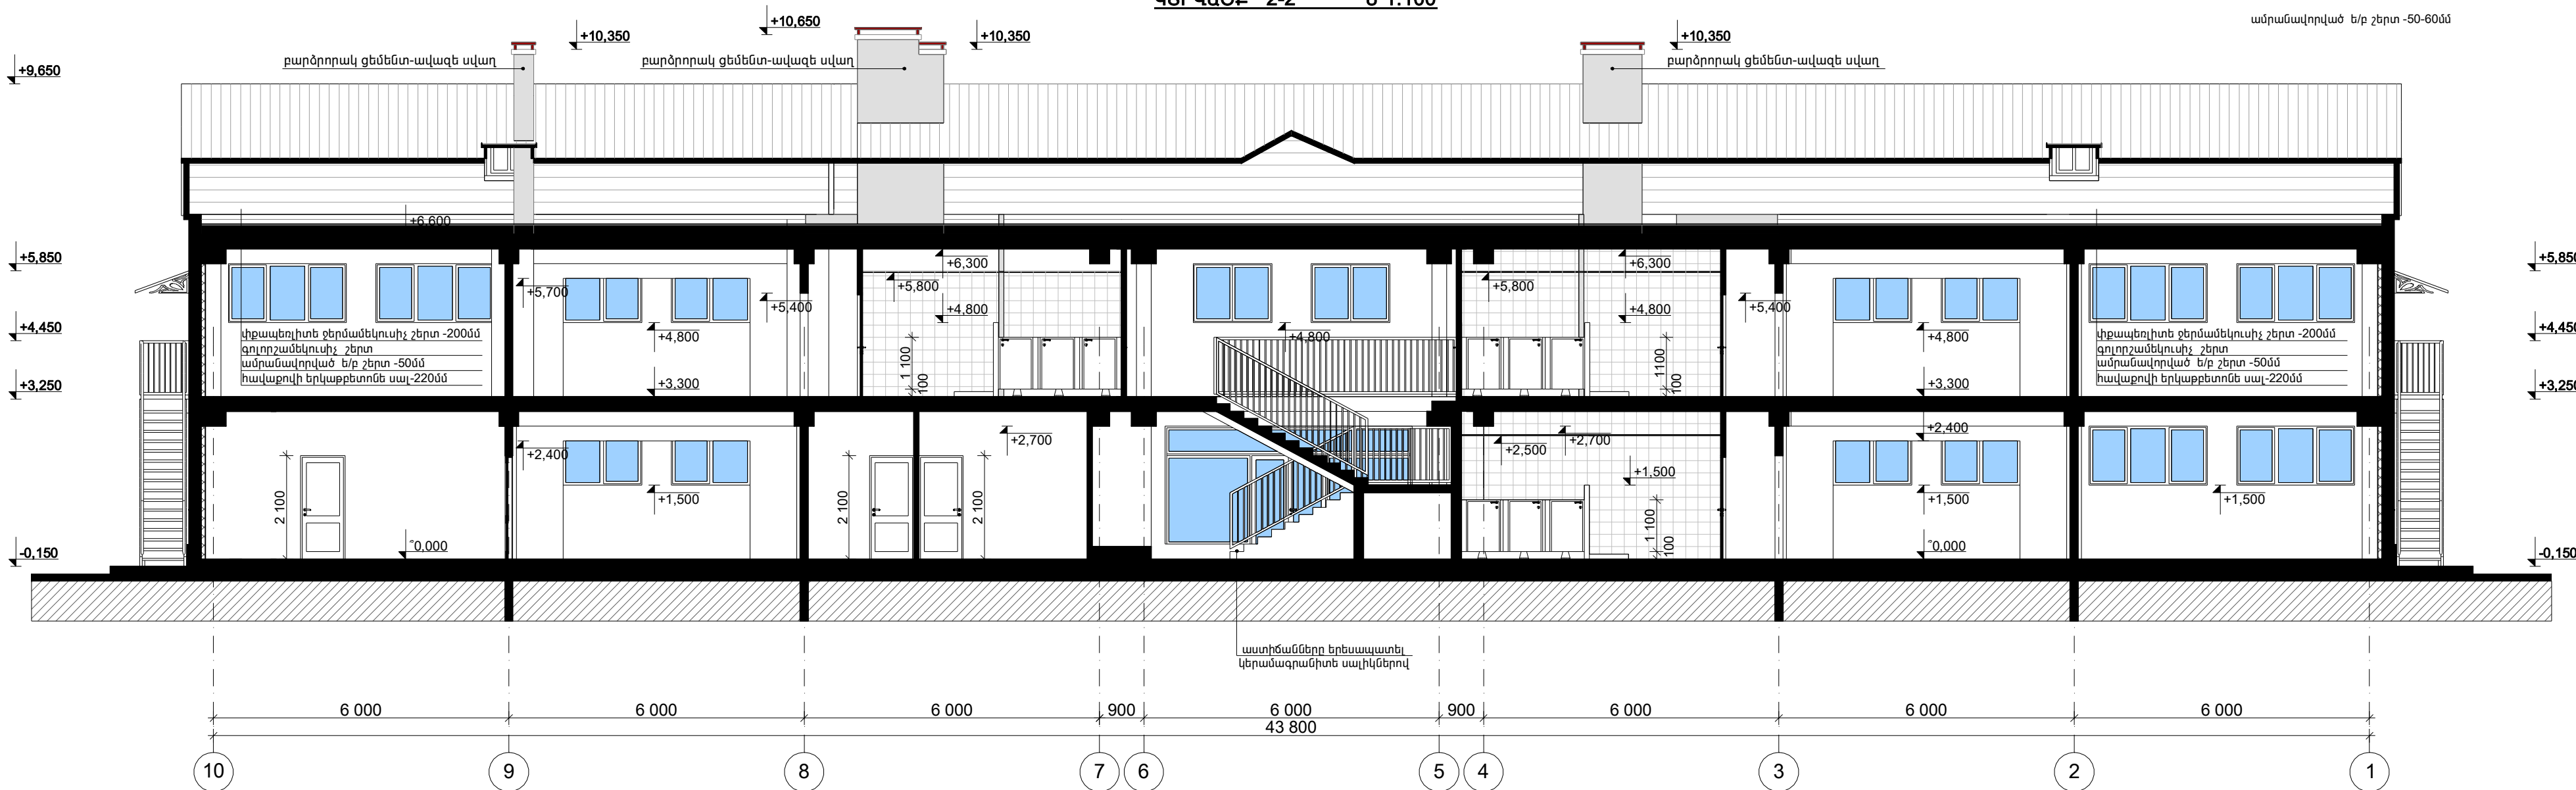 ԿՏՐՎԱԾՔ 2-2 Մ 1:100
ամրանավորված ե/բ շերտ -50-60մմ
+10,650
+10,350
+10,350
+10,350
բարձրորակ ցեմենտ-ավազե սվաղ
բարձրորակ ցեմենտ-ավազե սվաղ
բարձրորակ ցեմենտ-ավազե սվաղ
+9,650
+6,600
+5,850
+6,300
+6,300
+5,850
+5,700
+5,800
+5,800
+5,400
+4,800
+4,800
+5,400
+4,450
+4,800
+4,800
+4,800
+4,450
փքապեռլիտե ջերմամեկուսիչ շերտ -200մմ
գոլորշամեկուսիչ շերտ
ամրանավորված ե/բ շերտ -50մմ
հավաքովի երկաթբետոնե սալ-220մմ
փքապեռլիտե ջերմամեկուսիչ շերտ -200մմ
գոլորշամեկուսիչ շերտ
ամրանավորված ե/բ շերտ -50մմ
հավաքովի երկաթբետոնե սալ-220մմ
1 100
100
1100
100
+3,250
+3,300
+3,300
+3,250
+2,400
+2,700
+2,500
+2,700
+2,400
+1,500
+1,500
+1,500
+1,500
2 100
2 100
2 100
1 100
100
-0,150
°0,000
°0,000
-0,150
աստիճանները երեսապատել
կերամագրանիտե սալիկներով
6 000 6 000 6 000 900 6 000 900 6 000 6 000 6 000
43 800
10 9 8 7 6 5 4 3 2 1